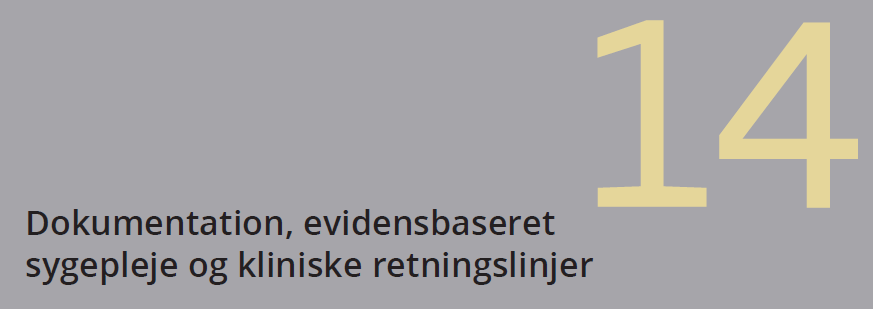 14
Dokumentation, evidensbaseret
sygepleje og kliniske retningslinjer